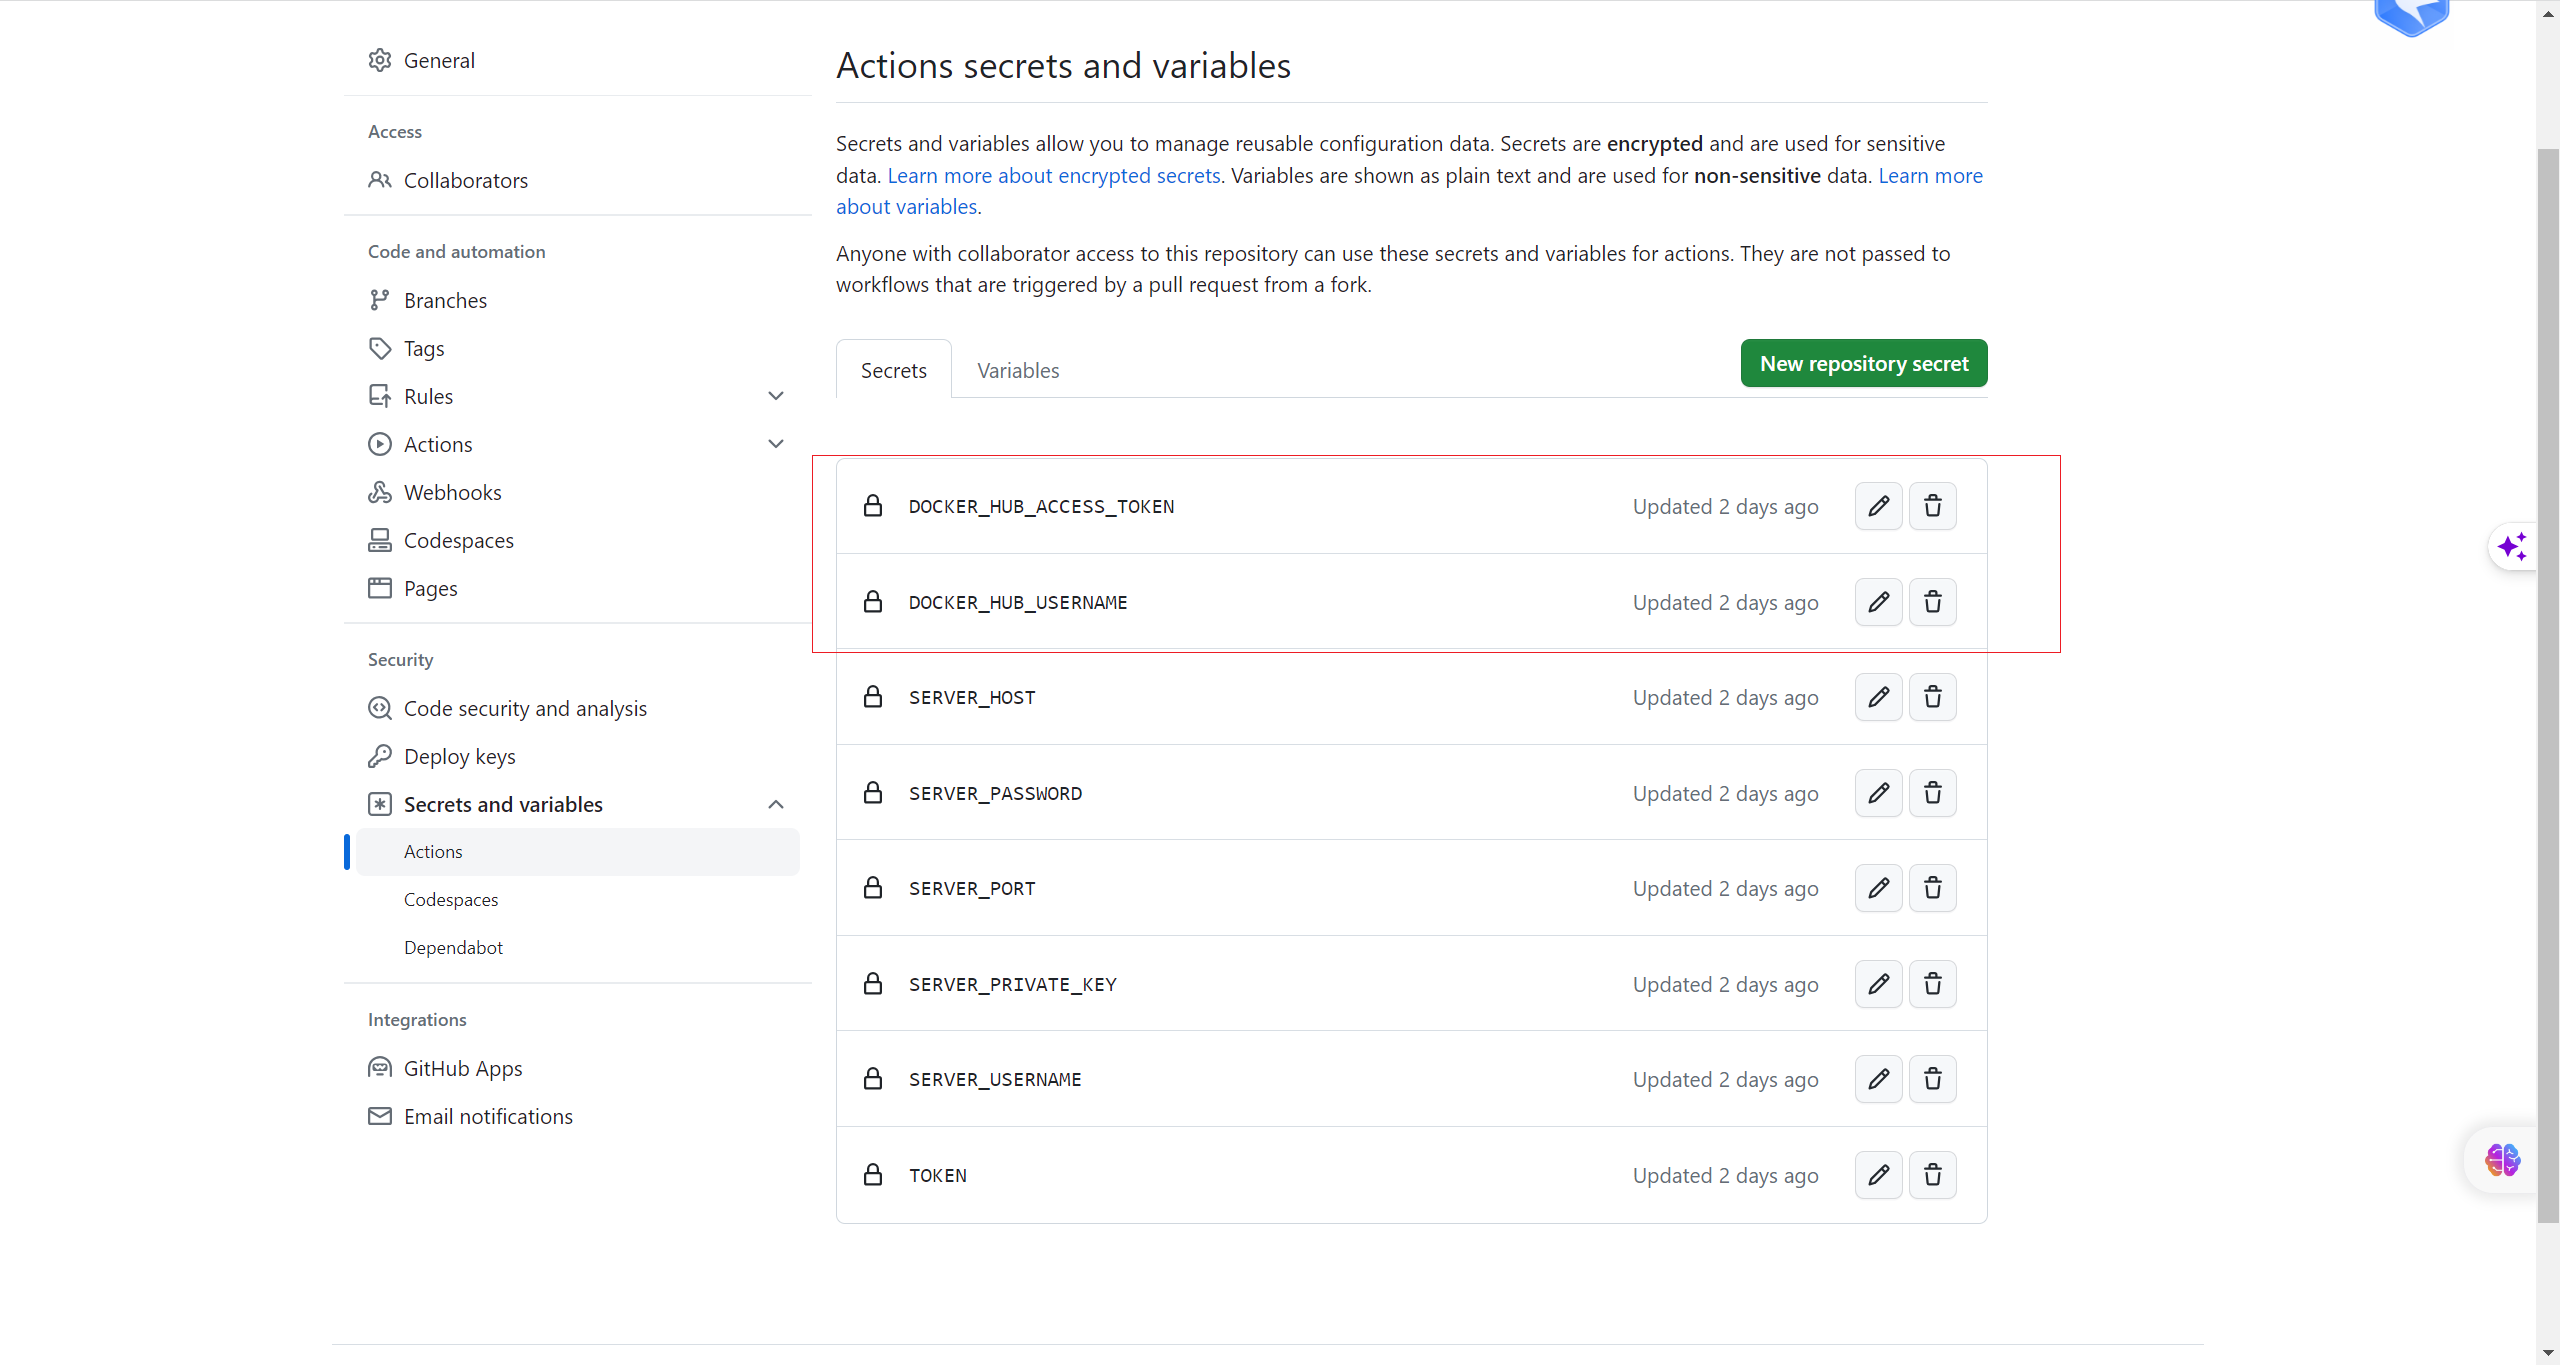 General
Access
Collaborators
Code and automation
Branches
Tags
Rules
Actions
Webhooks
Codespaces
Pages
Security
Code security and analysis
Deploy keys
Secrets and variables
Actions
Codespaces
Dependabot
Integrations
GitHub Apps
Email notifications
Actions secrets and variables
Secrets and variables allow you to manage reusable configuration data. Secrets are encrypted and are used for sensitive
data. Learn more about encrypted secrets. Variables are shown as plain text and are used for non-sensitive data. Learn more
about variables.
Anyone with collaborator access to this repository can use these secrets and variables for actions. They are not passed to
workflows that are triggered by a pull request from a fork.
Secrets Variables New repository secret
DOCKER_HUB_ACCESS_TOKEN Updated 2 days ago
DOCKER_HUB_USERNAME Updated 2 days ago
SERVER_HOST Updated 2 days ago
SERVER_PASSWORD Updated 2 days ago
SERVER_PORT Updated 2 days ago
SERVER_PRIVATE_KEY Updated 2 days ago
SERVER_USERNAME Updated 2 days ago
TOKEN Updated 2 days ago